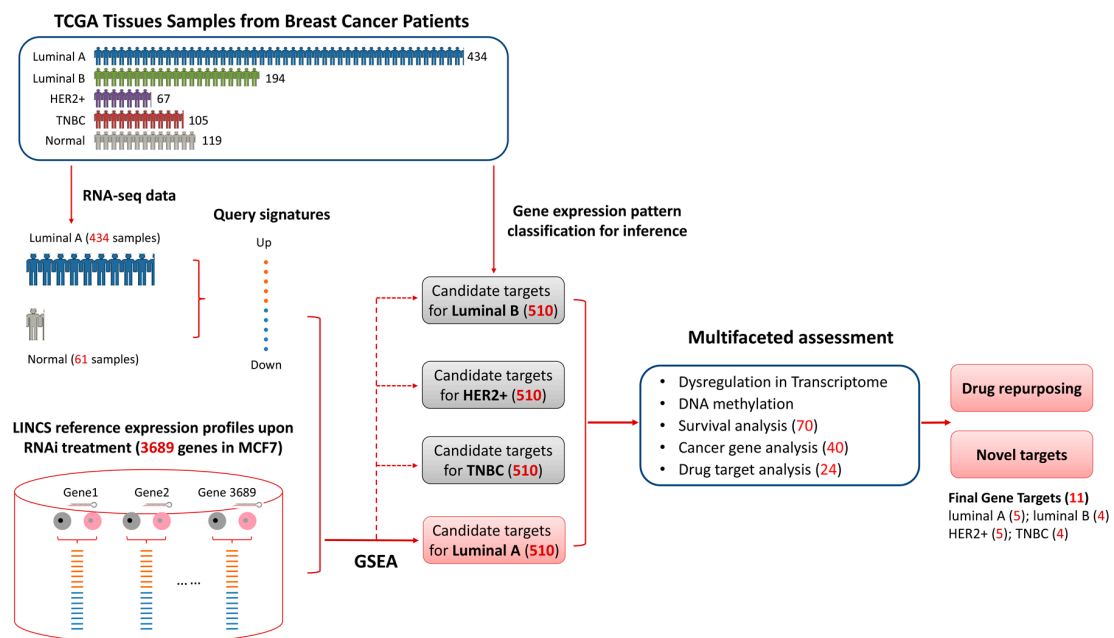 TCGA Tissues Samples from Breast Cancer Patients
Luminal A 434
Luminal B 194
HER2+ 67
TNBC 105
Normal 119
RNA-seq data
Luminal A (434 samples)
Normal (61 samples)
Query signatures
Up
Down
Gene expression pattern
classification for inference
LINCS reference expression profiles upon
RNAi treatment (3689 genes in MCF7)
Gene1 Gene2 Gene 3689
... ...
GSEA
Candidate targets
for Luminal B (510)
Candidate targets
for HER2+ (510)
Candidate targets
for TNBC (510)
Candidate targets
for Luminal A (510)
Multifaceted assessment
• Dysregulation in Transcriptome
• DNA methylation
• Survival analysis (70)
• Cancer gene analysis (40)
• Drug target analysis (24)
Drug repurposing
Novel targets
Final Gene Targets (11)
luminal A (5); luminal B (4)
HER2+ (5); TNBC (4)